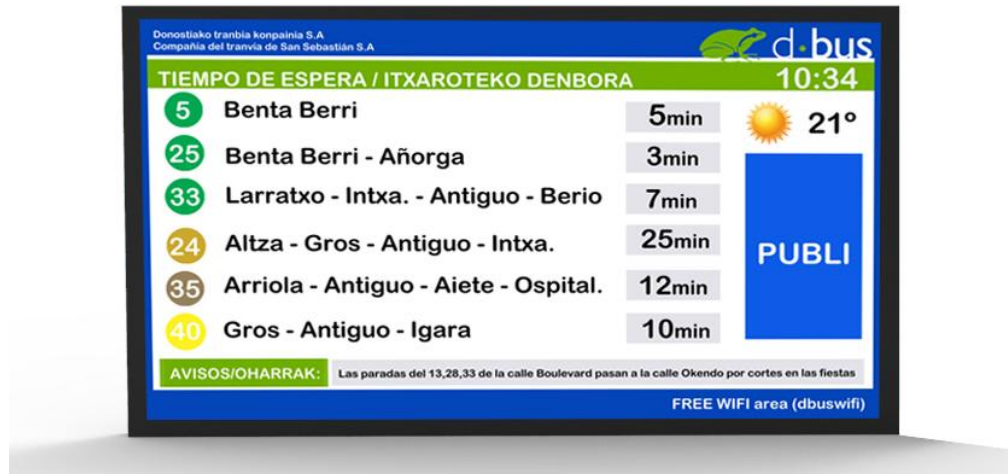 Donostiako tranbia konpainia S.A
Compañía del tranvia de San Sebastián S.A
d·bus
TIEMPO DE ESPERA / ITXAROTEKO DENBORA 10:34
5 Benta Berri 5min
21º
25 Benta Berri - Añorga 3min
33 Larratxo - Intxa. - Antiguo - Berio 7min
24 Altza - Gros - Antiguo - Intxa. 25min
PUBLI
35 Arriola - Antiguo - Aiete - Ospital. 12min
40 Gros - Antiguo - Igara 10min
AVISOS/OHARRAK: Las paradas del 13,28,33 de la calle Boulevard pasan a la calle Okendo por cortes en las fiestas
FREE WIFI area (dbuswifi)